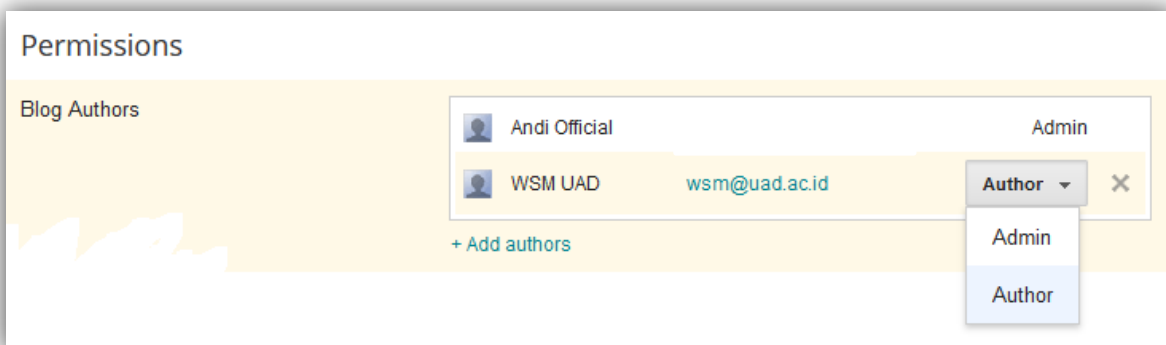 Permissions
Blog Authors
Andi Official Admin
WSM UAD wsm@uad.ac.id Author
+ Add authors
Admin
Author